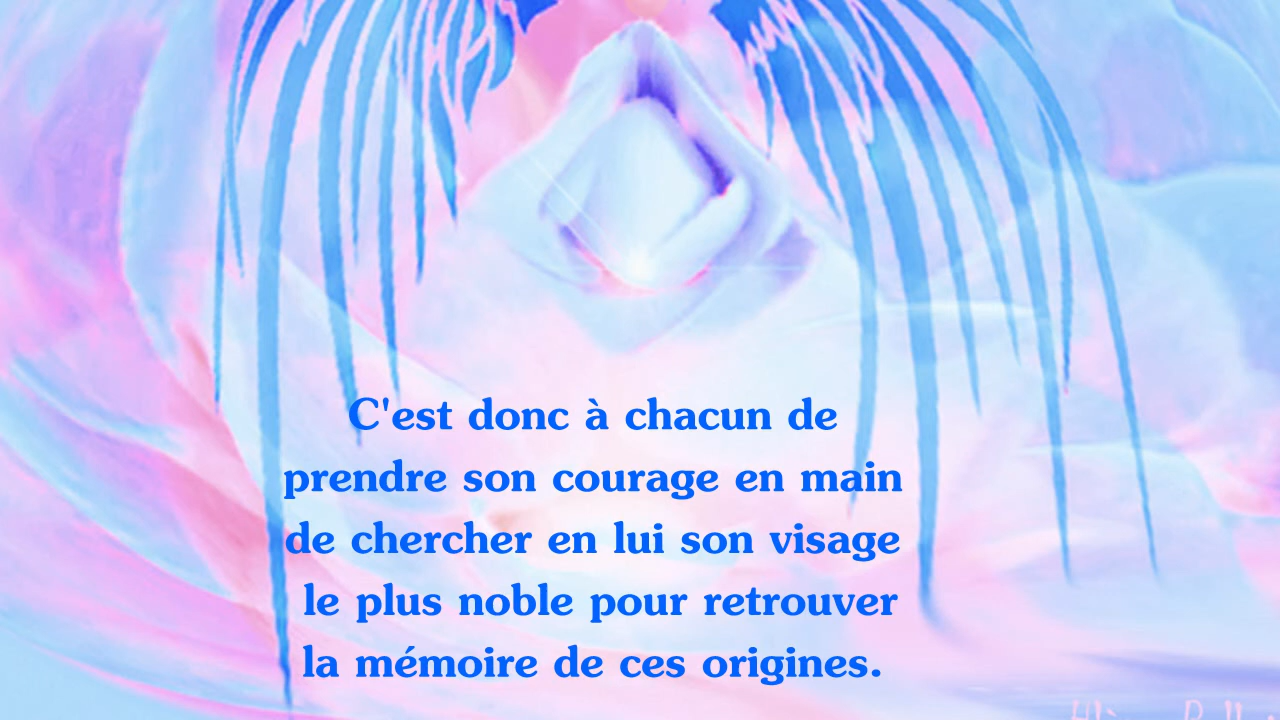 C'est donc à chacun de
prendre son courage en main
de chercher en lui son visage
le plus noble pour retrouver
la mémoire de ces origines.